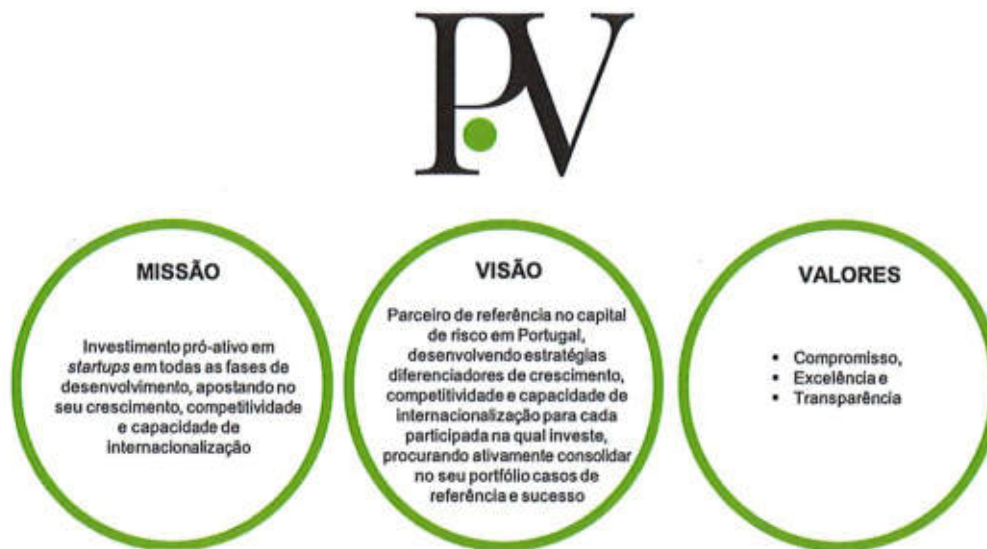 PV
MISSÃO
Investimento pró-ativo em
startups em todas as fases de
desenvolvimento, apostando no
seu crescimento, competitividade
e capacidade de
internacionalização
VISÃO
Parceiro de referência no capital
de risco em Portugal,
desenvolvendo estratégias
diferenciadores de crescimento,
competitividade e capacidade de
internacionalização para cada
participada na qual investe,
procurando ativamente consolidar
no seu portfólio casos de
referência e sucesso
VALORES
▪ Compromisso,
▪ Excelência e
▪ Transparência